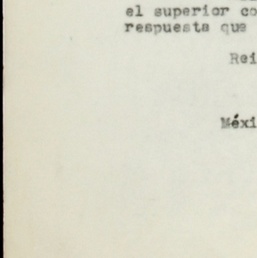 el superior co
respuesta que
Rei
Méxi